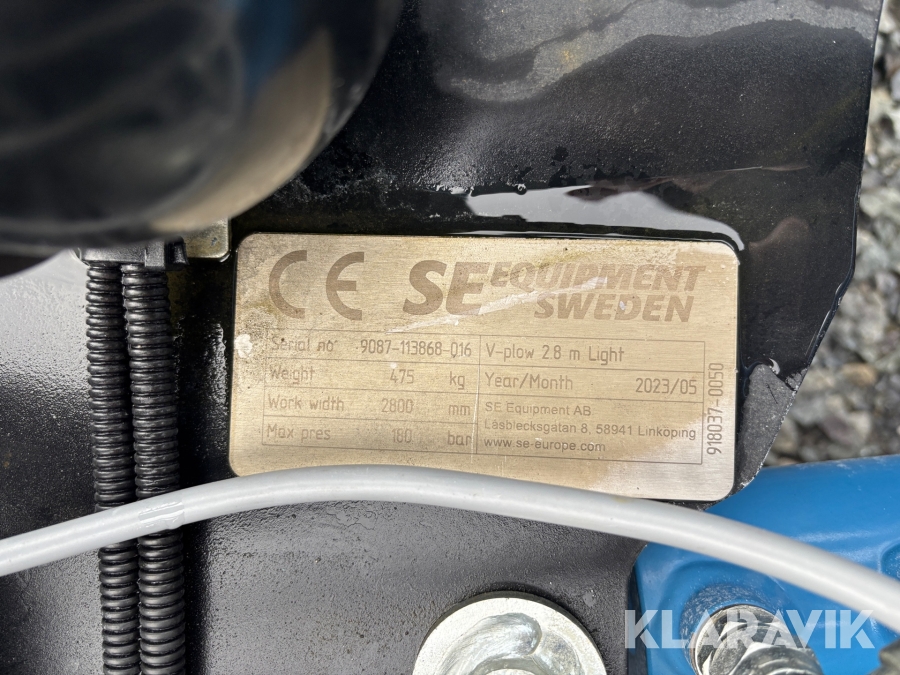 CE SE EQUIPMENT
SWEDEN
Serial no 9087-113868-016
Weight 475 kg
Work width 2800 mm
Max pres 180 bar
V-plow 2.8 m Light
Year/Month 2023/05
SE Equipment AB
Låsblecksgatan 8, 58941 Linköping
www.se-europe.com
918037-0050
KLARAVIK